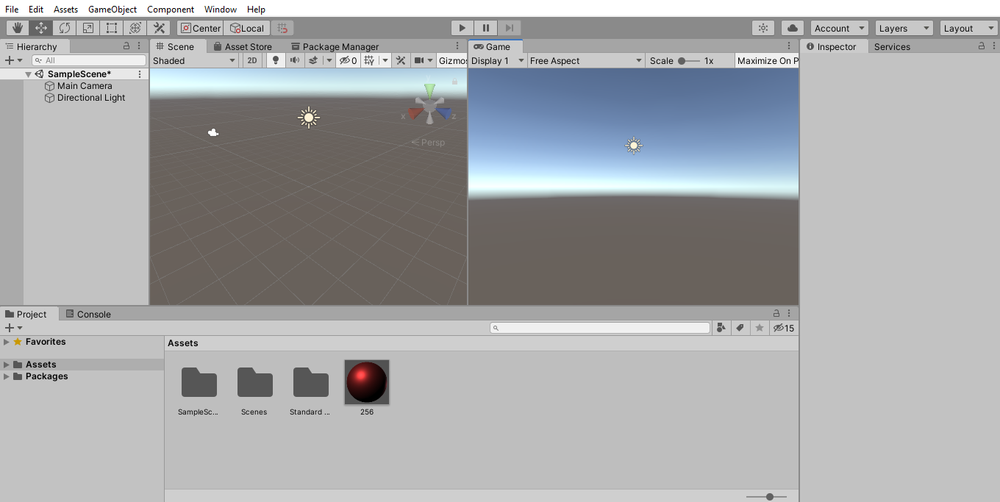 File Edit Assets GameObject Component Window Help
Center Local Account Layers Layout
Hierarchy Scene Asset Store Package Manager Game Inspector Services
All Shaded 2D 0 Gizmos Display 1 Free Aspect Scale 1x Maximize On P
SampleScene*
Main Camera
Directional Light
x z
Persp
Project Console
15
Favorites Assets
Assets
Packages
SampleSc... Scenes Standard ... 256